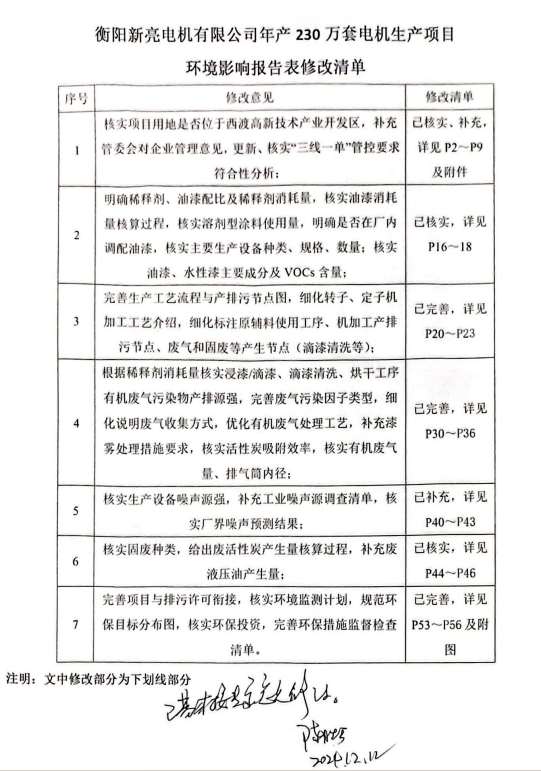 衡阳新亮电机有限公司年产 230 万套电机生产项目
环境影响报告表修改清单
序号 修改意见 修改清单
1 核实项目用地是否位于西渡高新技术产业开发区，补充 已核实、补充，
管委会对企业管理意见，更新、核实“三线一单”管控要求 详见 P2～P9
符合性分析； 及附件
2 明确稀释剂、油漆配比及稀释剂消耗量，核实油漆消耗 已核实，详见
量核算过程，核实溶剂型涂料使用量，明确是否在厂内 P16～18
调配油漆，核实主要生产设备种类、规格、数量；核实
油漆、水性漆主要成分及 VOCs 含量；
3 完善生产工艺流程与产排污节点图，细化转子、定子机 已完善，详见
加工工艺介绍，细化标注原辅料使用工序、机加工产排 P20～P23
污节点、废气和固废等产生节点（滴漆清洗等）；
4 根据稀释剂消耗量核实浸漆/滴漆、滴漆清洗、烘干工序 已完善，详见
有机废气污染物产排源强，完善废气污染因子类型，细 P30～P36
化说明废气收集方式，优化有机废气处理工艺，补充漆
雾处理措施要求，核实活性炭吸附效率，核实有机废气
量、排气筒内径；
5 核实生产设备噪声源强，补充工业噪声源调查清单，核 已补充，详见
实厂界噪声预测结果； P40～P43
6 核实固废种类，给出废活性炭产生量核算过程，补充废 已核实，详见
液压油产生量； P44～P46
7 完善项目与排污许可衔接，核实环境监测计划，规范环 已完善，详见
保目标分布图，核实环保投资，完善环保措施监督检查 P53～P56 及附
清单。 图
注明：文中修改部分为下划线部分
2024.12.12